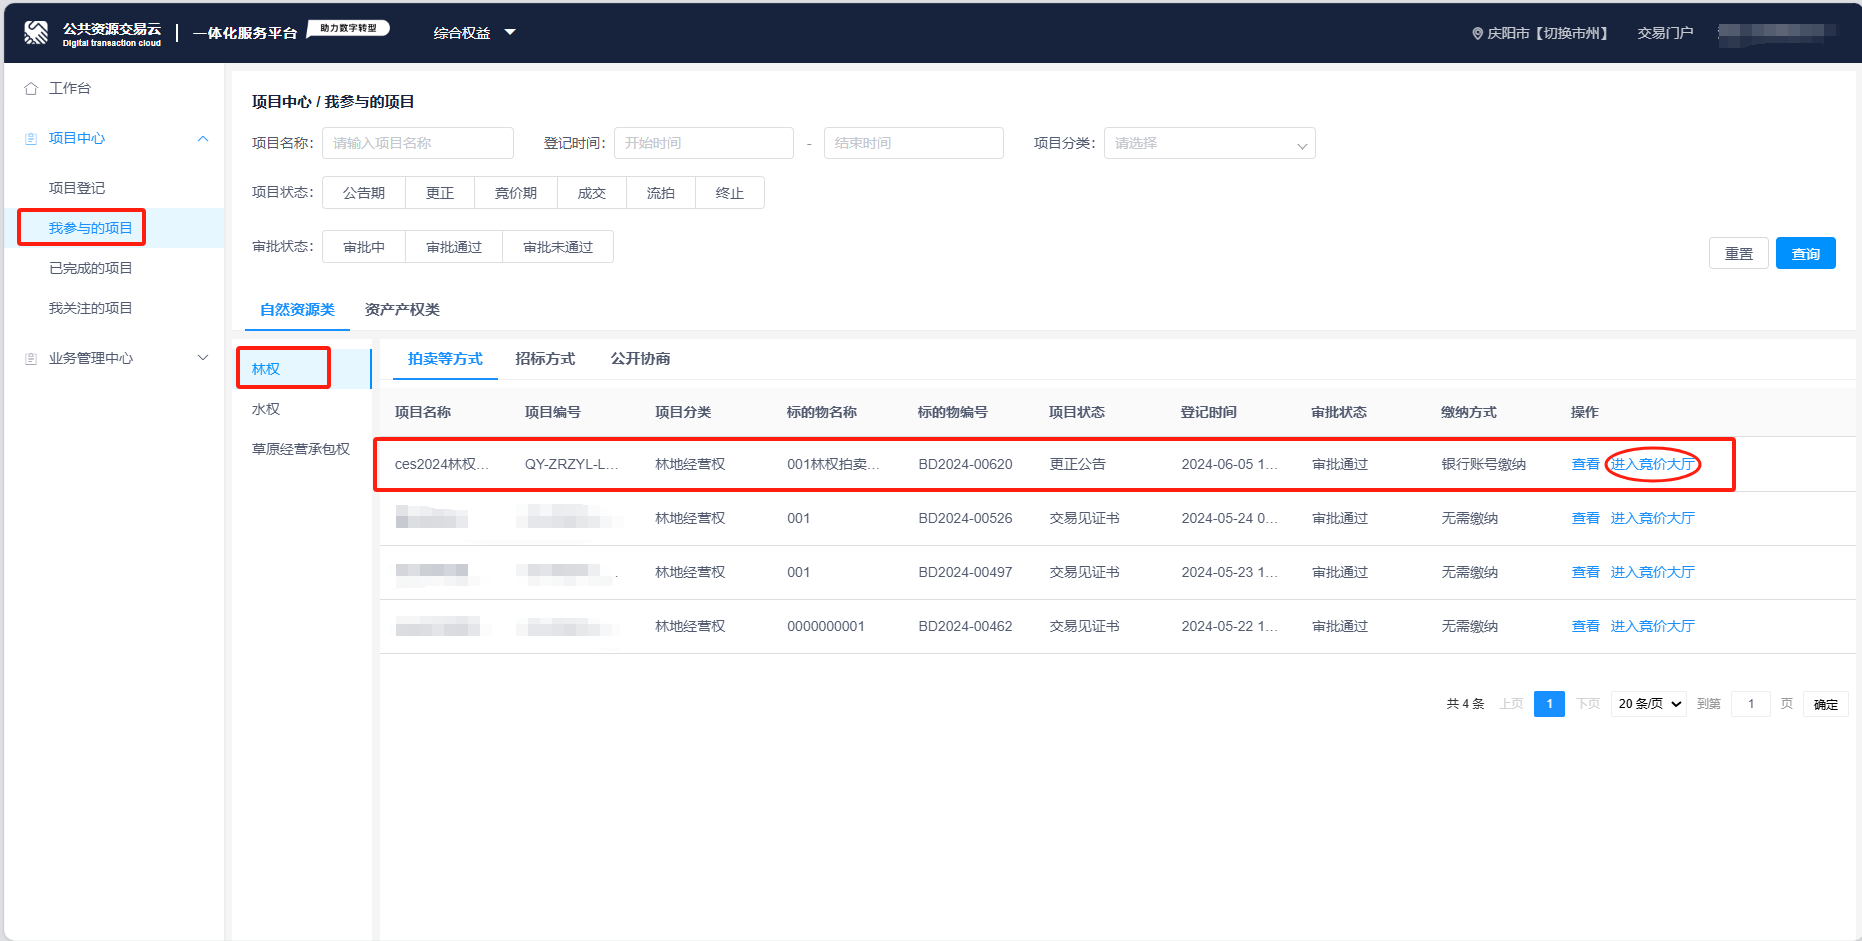 公共资源交易云
Digital transaction cloud
一体化服务平台
助力数字转型
综合权益
庆阳市【切换市州】
交易门户
工作台
项目中心
项目登记
我参与的项目
已完成的项目
我关注的项目
业务管理中心
项目中心 / 我参与的项目
项目名称: 请输入项目名称 登记时间: 开始时间 - 结束时间 项目分类: 请选择
项目状态: 公告期 更正 竞价期 成交 流拍 终止
审批状态: 审批中 审批通过 审批未通过
重置 查询
自然资源类 资产产权类
林权
水权
草原经营承包权
拍卖等方式 招标方式 公开协商
项目名称 项目编号 项目分类 标的物名称 标的物编号 项目状态 登记时间 审批状态 缴纳方式 操作
ces2024林权... QY-ZRZYL-L... 林地经营权 001林权拍卖... BD2024-00620 更正公告 2024-06-05 1... 审批通过 银行账号缴纳 查看 进入竞价大厅
林地经营权 001 BD2024-00526 交易见证书 2024-05-24 0... 审批通过 无需缴纳 查看 进入竞价大厅
林地经营权 001 BD2024-00497 交易见证书 2024-05-23 1... 审批通过 无需缴纳 查看 进入竞价大厅
林地经营权 0000000001 BD2024-00462 交易见证书 2024-05-22 1... 审批通过 无需缴纳 查看 进入竞价大厅
共 4 条 上页 1 下页 20 条/页 到第 1 页 确定